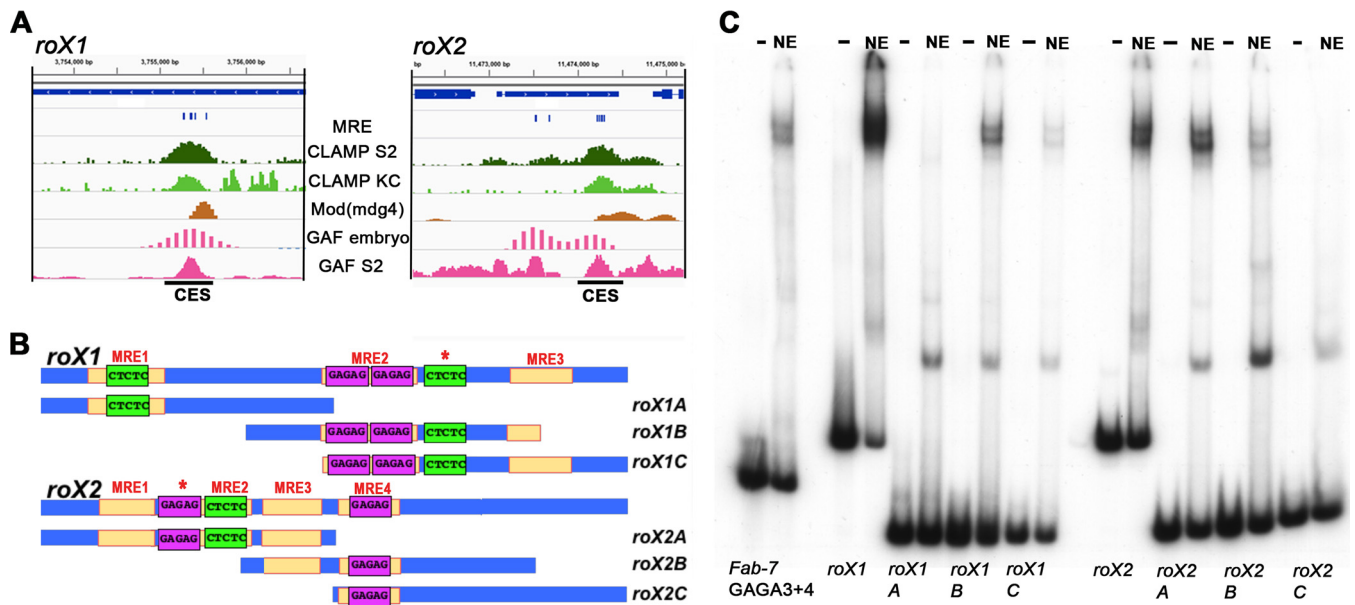 A
roX1
3,754,000 bp 3,755,000 bp 3,756,000 bp
CES
MRE
CLAMP S2
CLAMP KC
Mod(mdg4)
GAF embryo
GAF S2
roX2
11,473,000 bp 11,474,000 bp 11,475,000 bp
CES
B
roX1
MRE1 MRE2 * MRE3
CTCTC GAGAG GAGAG CTCTC
CTCTC roX1A
GAGAG GAGAG CTCTC roX1B
GAGAG GAGAG CTCTC roX1C
roX2
MRE1 * MRE2 MRE3 MRE4
GAGAG CTCTC GAGAG
GAGAG CTCTC roX2A
GAGAG roX2B
GAGAG roX2C
C
– NE – NE – NE – NE – NE – NE – NE – NE – NE
Fab-7 roX1 roX1 roX1 roX1 roX2 roX2 roX2 roX2
GAGA3+4 A B C A B C